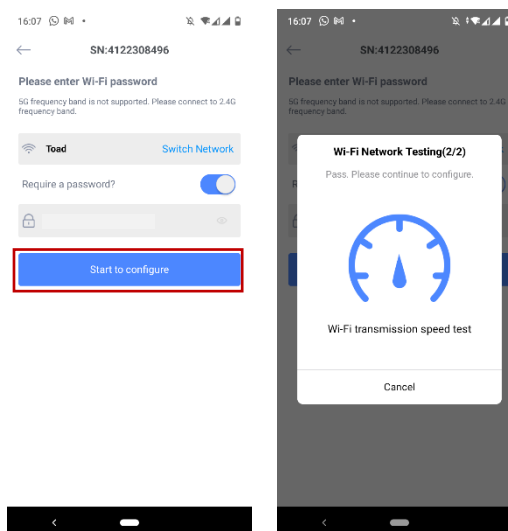 16:07
SN:4122308496
Please enter Wi-Fi password
5G frequency band is not supported. Please connect to 2.4G
frequency band.
Toad Switch Network
Require a password?
Start to configure
16:07
SN:4122308496
Please enter Wi-Fi password
5G frequency band is not supported. Please connect to 2.4G
frequency band.
Wi-Fi Network Testing(2/2)
Pass. Please continue to configure.
Wi-Fi transmission speed test
Cancel